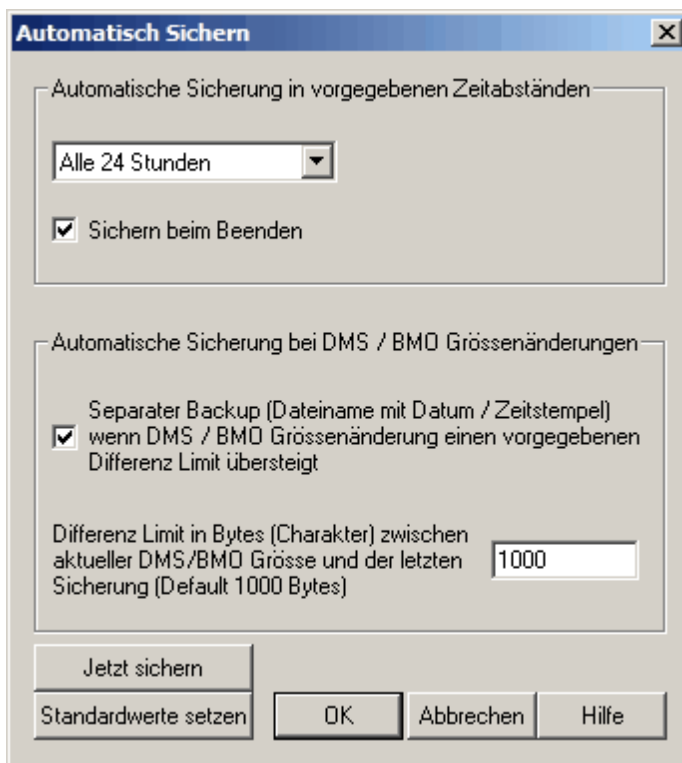 Automatisch Sichern
Automatische Sicherung in vorgegebenen Zeitabständen
Alle 24 Stunden
Sichern beim Beenden
Automatische Sicherung bei DMS / BMO Grössenänderungen
Separater Backup (Dateiname mit Datum / Zeitstempel)
wenn DMS / BMO Grössenänderung einen vorgegebenen
Differenz Limit übersteigt
Differenz Limit in Bytes (Charakter) zwischen
aktueller DMS/BMO Grösse und der letzten
Sicherung (Default 1000 Bytes)
1000
Jetzt sichern
Standardwerte setzen
OK
Abbrechen
Hilfe